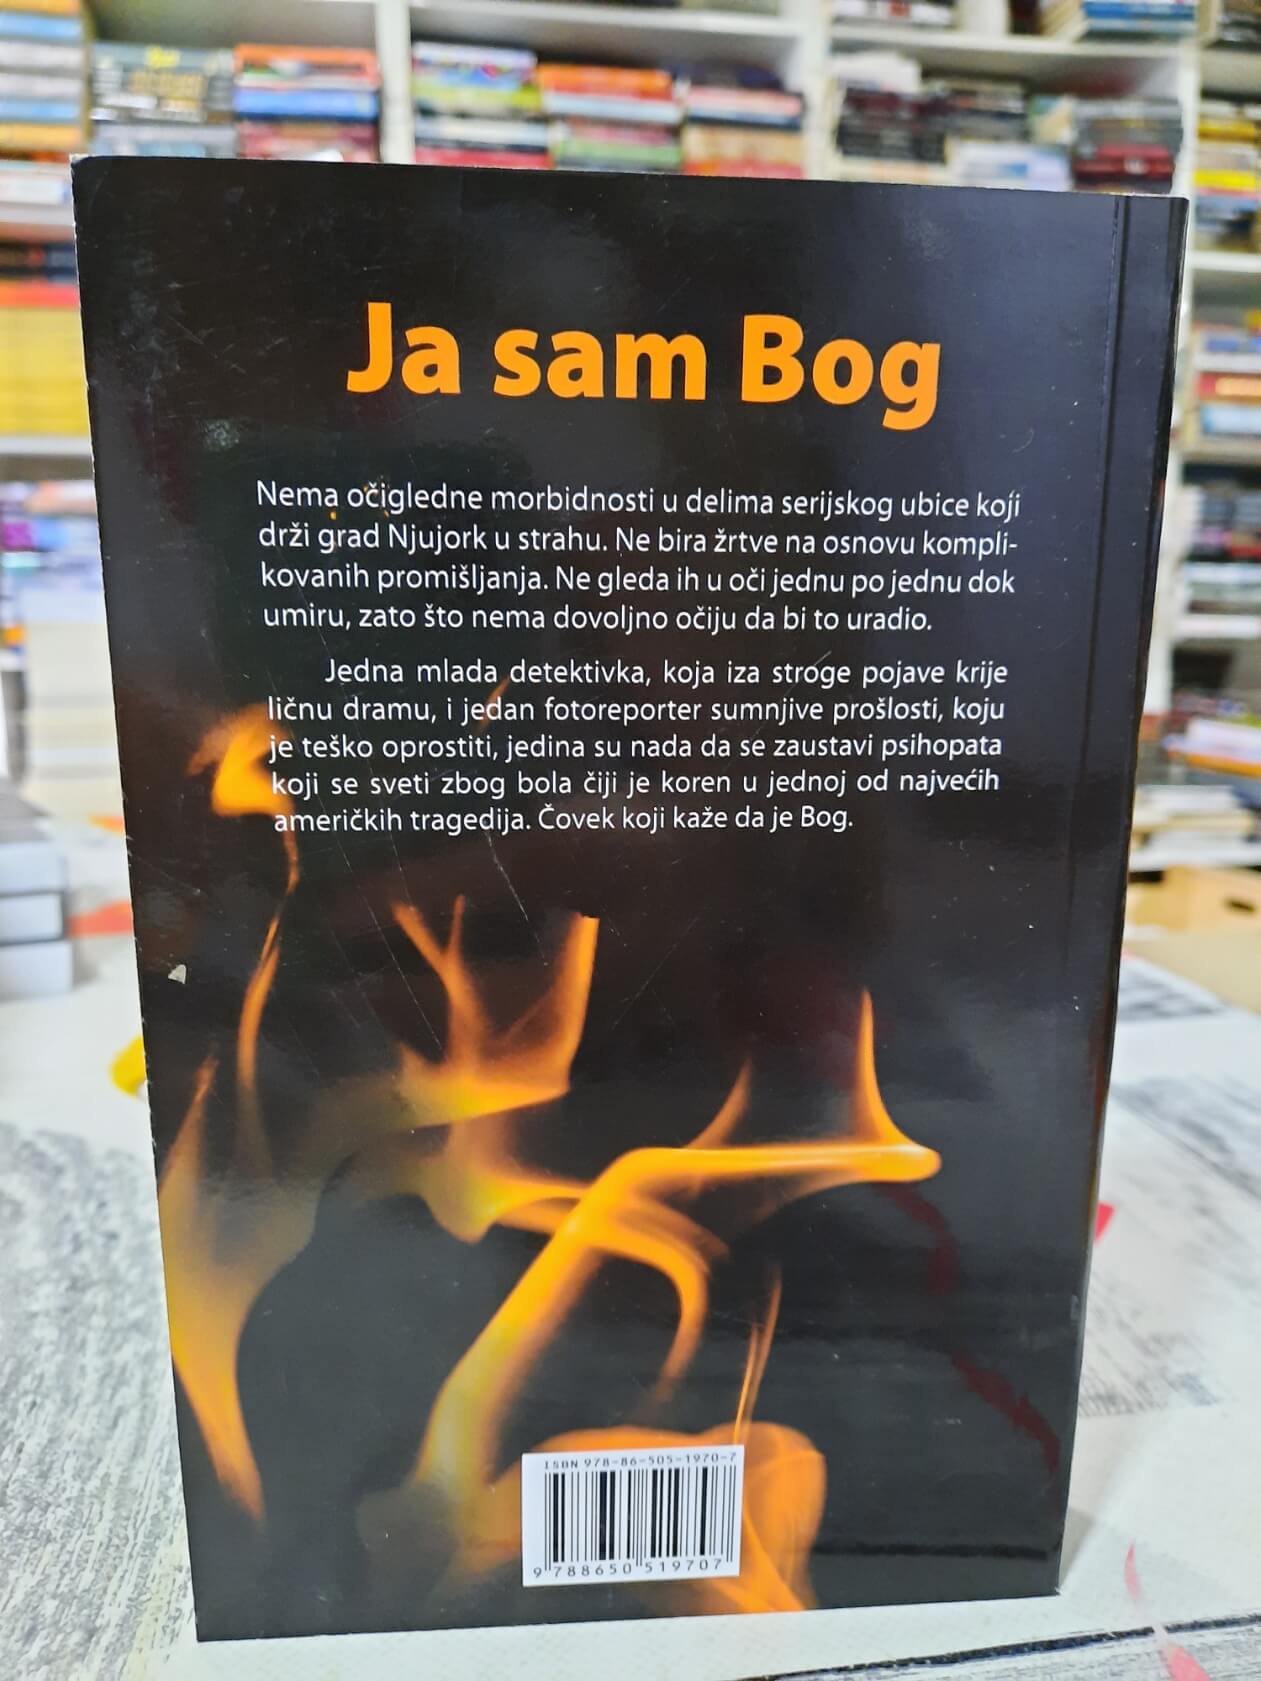 Ja sam Bog
Nema očigledne morbidnosti u delima serijskog ubice koji
drži grad Njujork u strahu. Ne bira žrtve na osnovu kompli-
kovanih promišljanja. Ne gleda ih u oči jednu po jednu dok
umiru, zato što nema dovoljno očiju da bi to uradio.
Jedna mlada detektivka, koja iza stroge pojave krije
ličnu dramu, i jedan fotoreporter sumnjive prošlosti, koju
je teško oprostiti, jedina su nada da se zaustavi psihopata
koji se sveti zbog bola čiji je koren u jednoj od najvećih
američkih tragedija. Čovek koji kaže da je Bog.
ISBN 978-86-505-1970-7
9 788650 519707